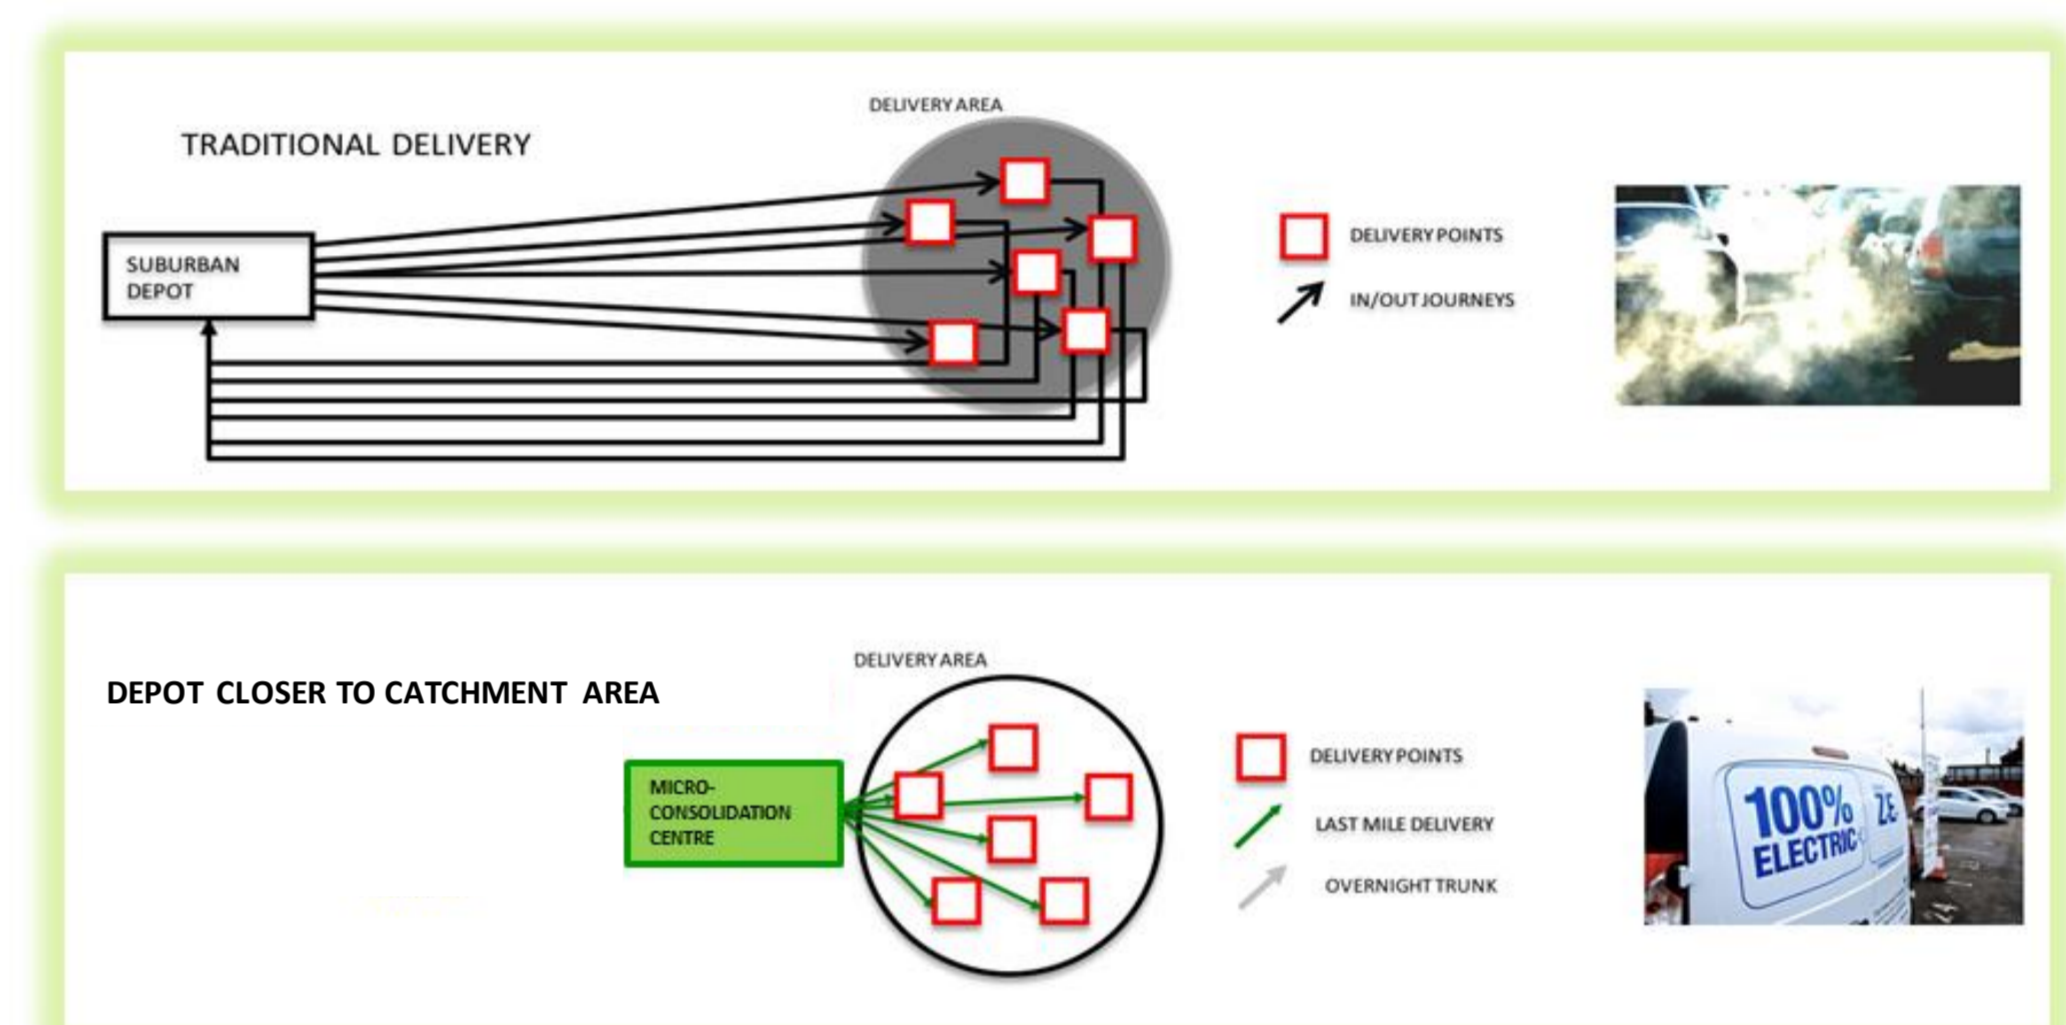 DELIVERY AREA
TRADITIONAL DELIVERY
SUBURBAN
DEPOT
DELIVERY POINTS
IN/OUT JOURNEYS
DELIVERY AREA
DEPOT CLOSER TO CATCHMENT AREA
MICRO-
CONSOLIDATION
CENTRE
DELIVERY POINTS
LAST MILE DELIVERY
OVERNIGHT TRUNK
100%
ELECTRIC
Z.E.